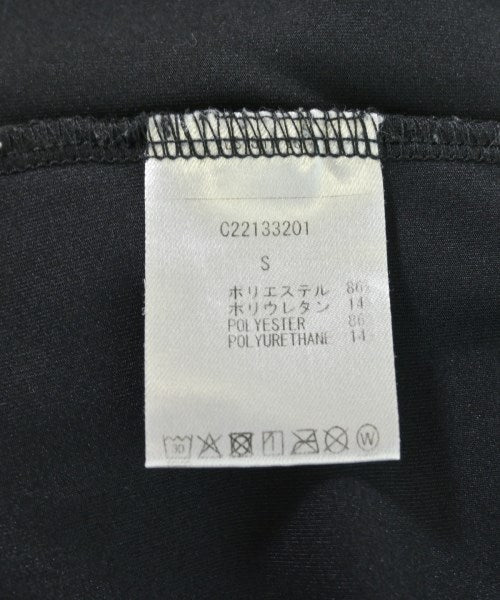 C22133201
S
ポリエステル 86
ポリウレタン 14
POLYESTER 86
POLYURETHANE 14
30
W